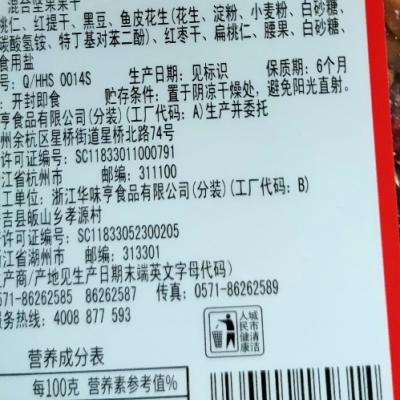 混合坚果果干
桃仁、红提干、黑豆、鱼皮花生(花生、淀粉、小麦粉、白砂糖、
碳酸氢铵、特丁基对苯二酚)、红枣干、扁桃仁、腰果、白砂糖、
食用盐
号:Q/HHS 0014S 生产日期:见标识 保质期:6个月
:开封即食 贮存条件:置于阴凉干燥处,避免阳光直射。
亨食品有限公司(分装)(工厂代码:A)生产并委托
州余杭区星桥街道星桥北路74号
许可证编号:SC11833011000791
江省杭州市 邮编:311100
工单位:浙江华味亨食品有限公司(分装)(工厂代码:B)
吉县昄山乡孝源村
许可证编号:SC11833052300205
江省湖州市 邮编:313301
产商/产地见生产日期末端英文字母代码)
571-86262585 86262587 传真:0571-86262589
服务热线:4008 877 593
人民健康
城市清洁
营养成分表
每100克 营养素参考值%